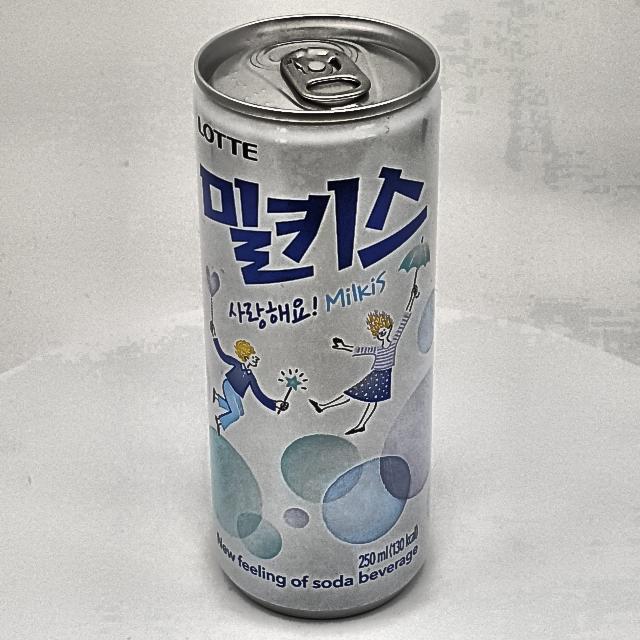 LOTTE
밀키스
사랑해요! Milkis
250 ml (130 kcal)
New feeling of soda beverage